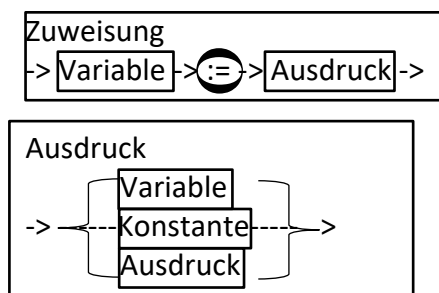 Zuweisung
-> Variable -> := -> Ausdruck ->
Ausdruck
Variable
-> ----Konstante----->
Ausdruck